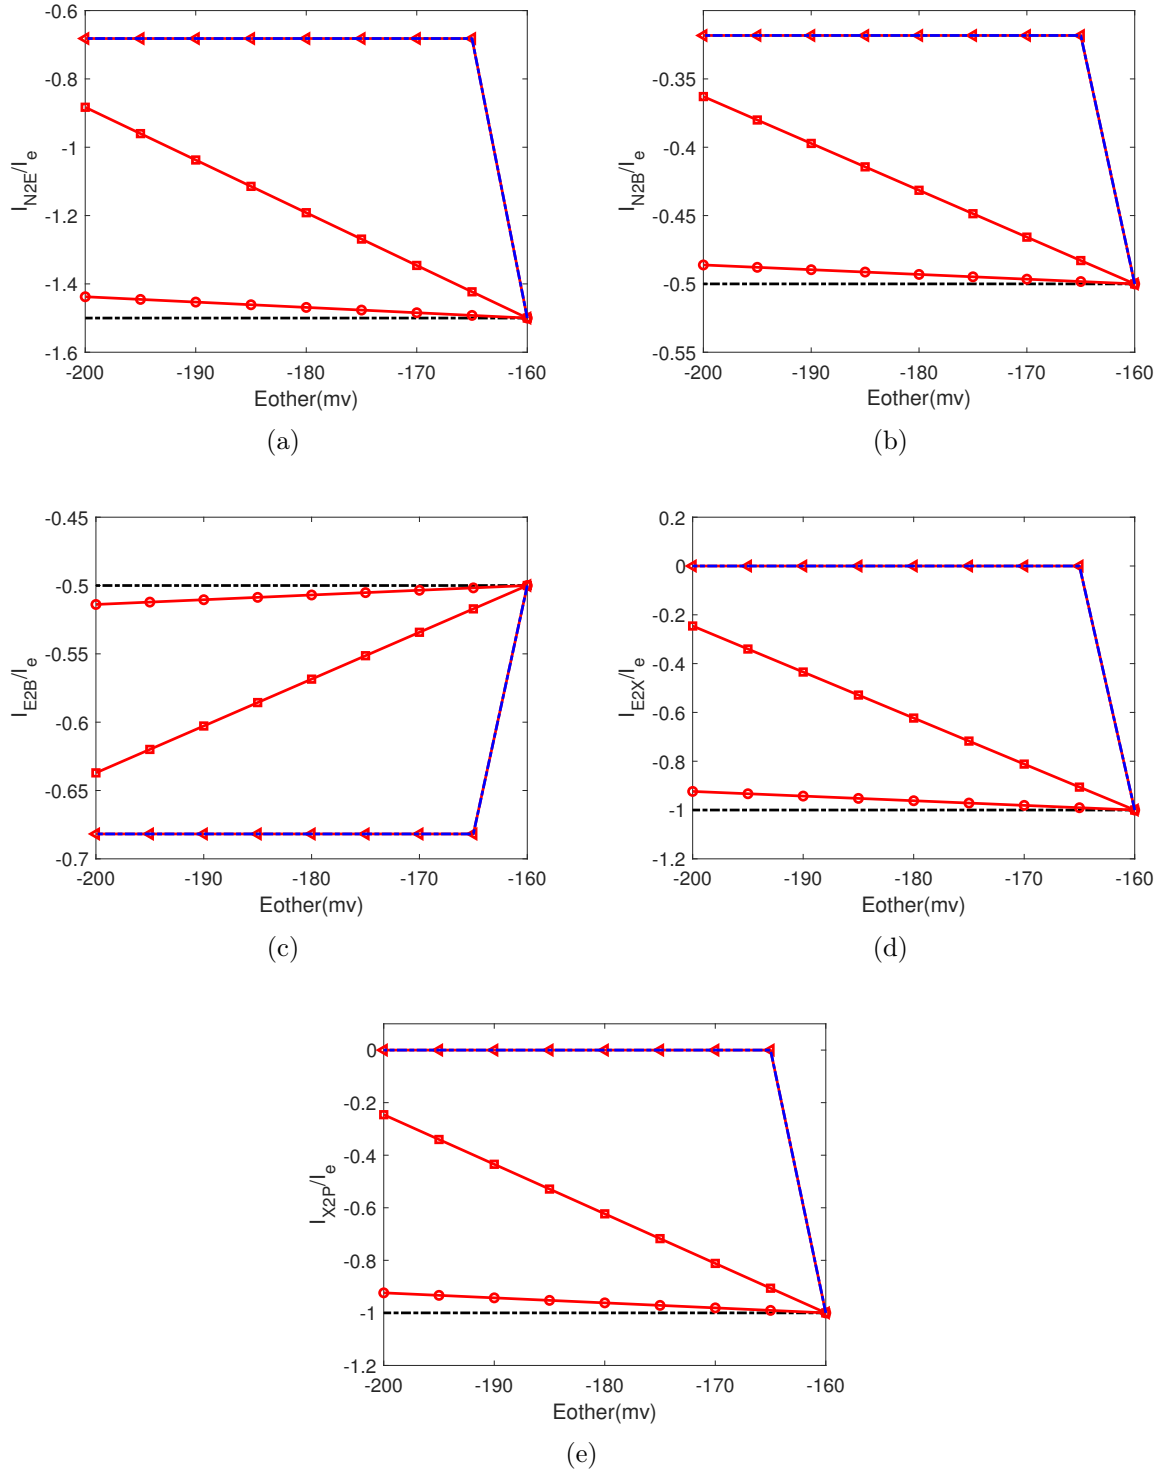 -0.6
-0.8
-1
-1.2
-1.4
-1.6
I_N2E/I_e
-200 -190 -180 -170 -160
Eother(mv)
(a)
-0.35
-0.4
-0.45
-0.5
-0.55
I_N2B/I_e
-200 -190 -180 -170 -160
Eother(mv)
(b)
-0.45
-0.5
-0.55
-0.6
-0.65
-0.7
I_E2B/I_e
-200 -190 -180 -170 -160
Eother(mv)
(c)
0.2
0
-0.2
-0.4
-0.6
-0.8
-1
-1.2
I_E2X/I_e
-200 -190 -180 -170 -160
Eother(mv)
(d)
0
-0.2
-0.4
-0.6
-0.8
-1
-1.2
I_X2P/I_e
-200 -190 -180 -170 -160
Eother(mv)
(e)